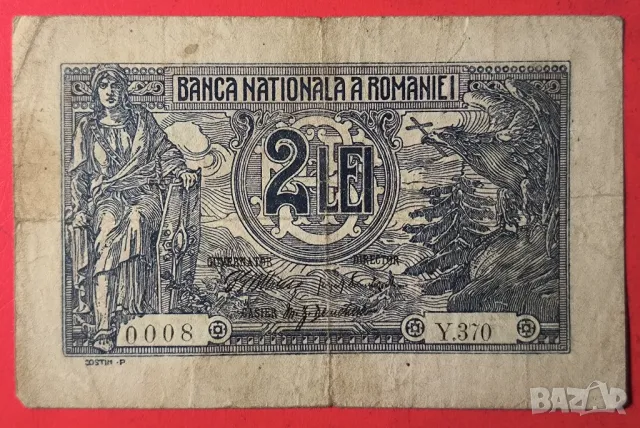 BANCA NATIONALA A ROMANIEI
2 LEI
GUVERNATOR DIRECTOR
CASIER
0008 Y.370
COSTIN-P
BAZAR